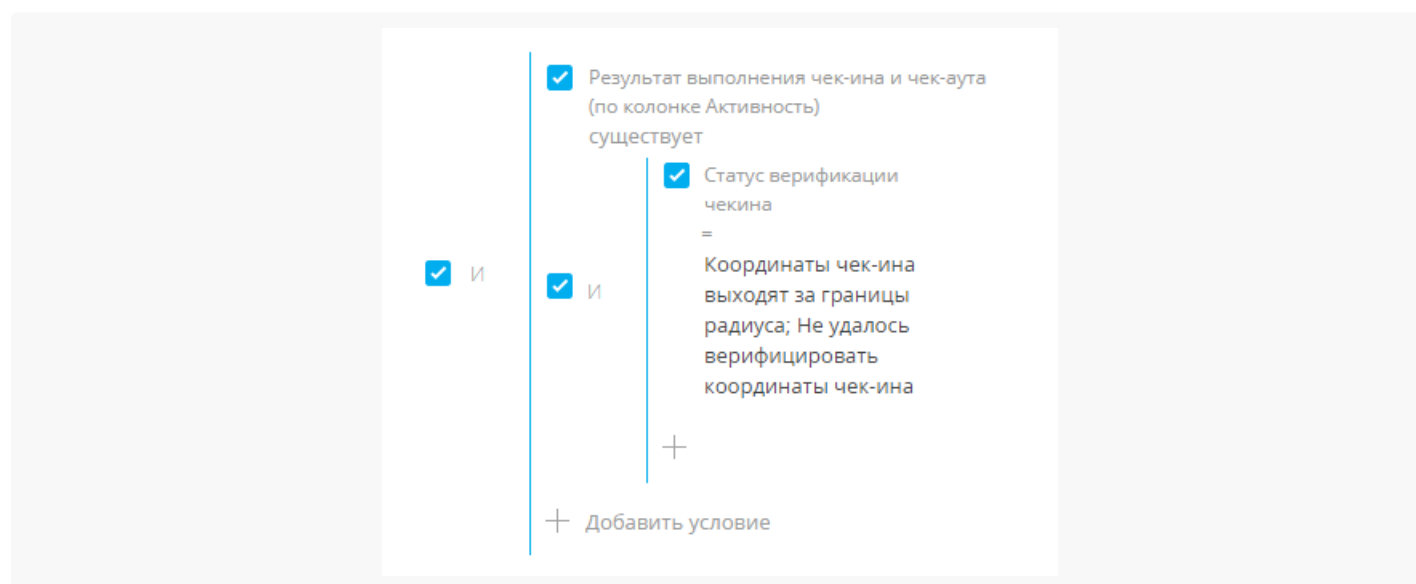 Результат выполнения чек-ина и чек-аута
(по колонке Активность)
существует
Статус верификации
чекина
=
И
И
Координаты чек-ина
выходят за границы
радиуса; Не удалось
верифицировать
координаты чек-ина
+
+ Добавить условие